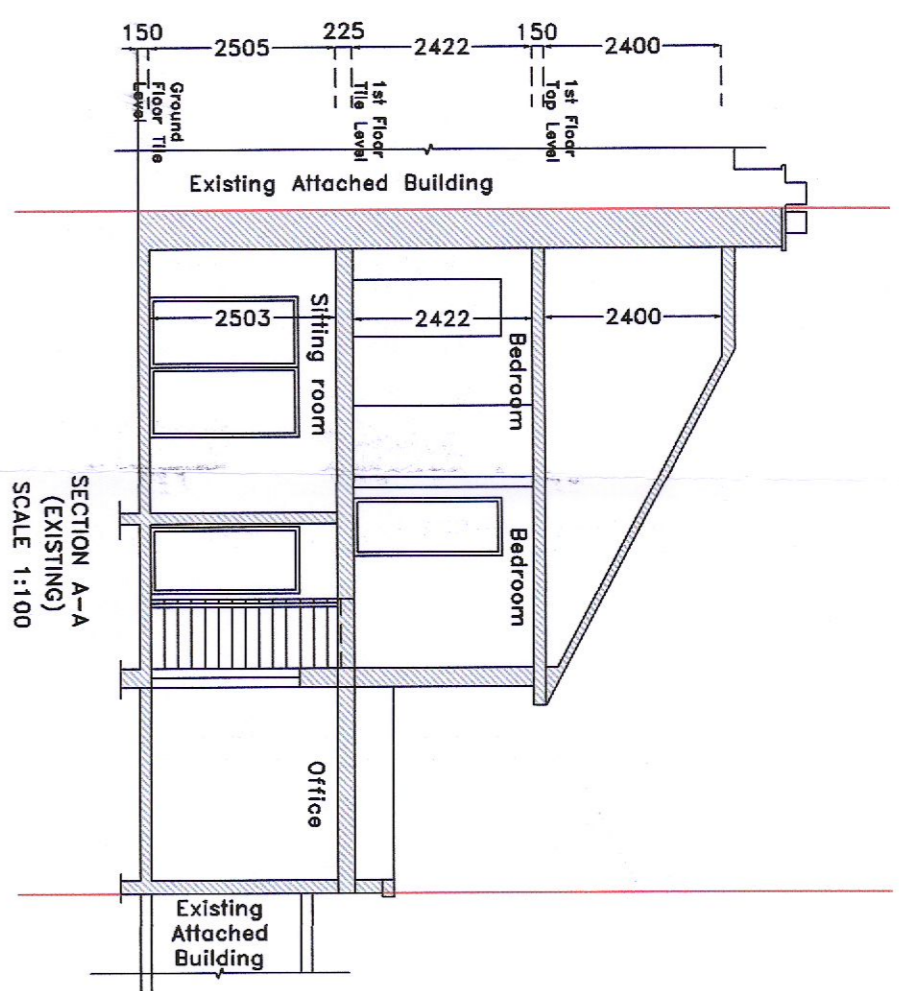 150
2505
225
2422
150
2400
Ground
Floor Tile
Level
1st Floor
Tile Level
1st Floor
Top Level
Existing Attached Building
2503
2422
2400
Sitting room
Bedroom
Bedroom
Office
Existing
Attached
Building
SECTION A-A
(EXISTING)
SCALE 1:100